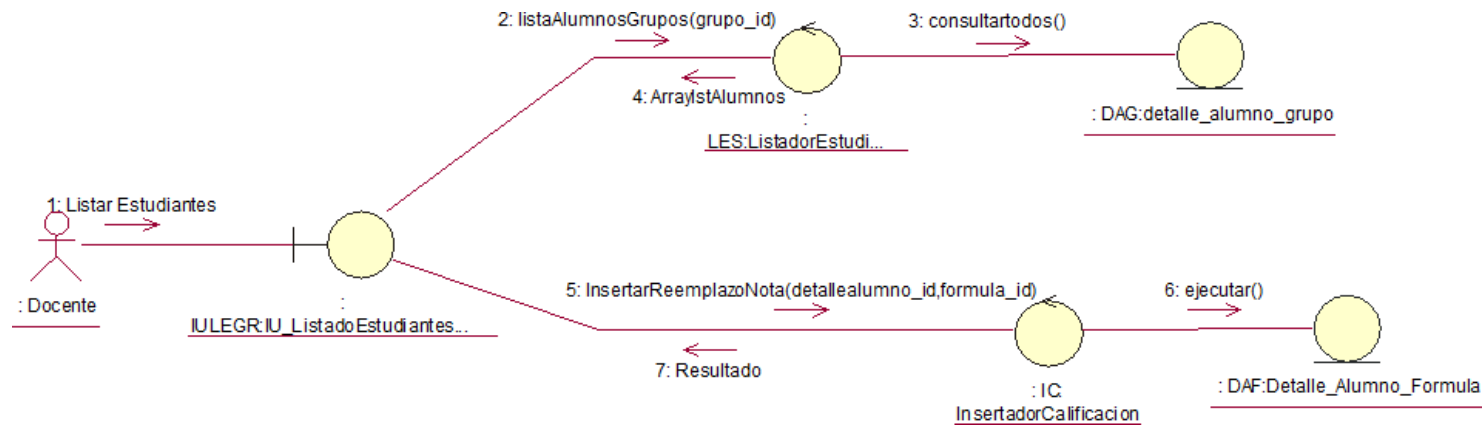 2: listaAlumnosGrupos(grupo_id)
3: consultartodos()
4: ArraylstAlumnos
:
LES:ListadorEstudi...
: DAG:detalle_alumno_grupo
1: Listar Estudiantes
: Docente
:
IULEGR:IU_ListadoEstudiantes...
5: InsertarReemplazoNota(detallealumno_id,formula_id)
6: ejecutar()
7: Resultado
: IC:
InsertadorCalificacion
: DAF:Detalle_Alumno_Formula